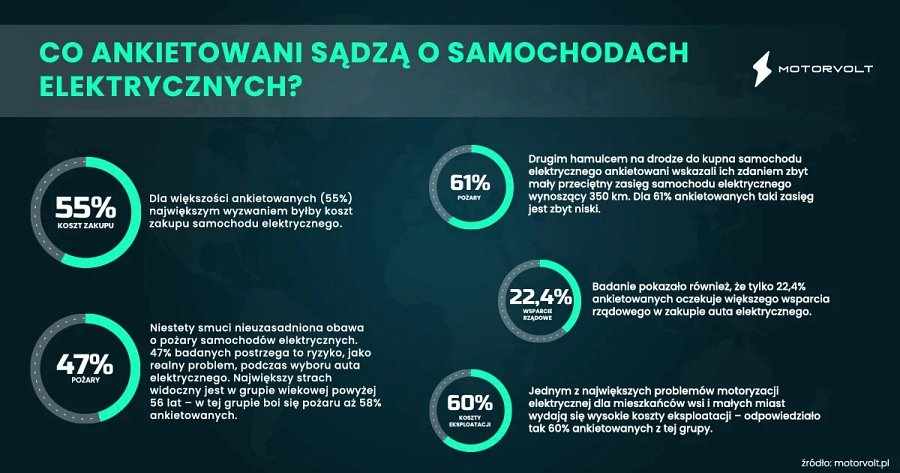 CO ANKIETOWANI SĄDZĄ O SAMOCHODACH
ELEKTRYCZNYCH?
MOTORVOLT
55%
KOSZT ZAKUPU
Dla większości ankietowanych (55%)
największym wyzwaniem byłby koszt
zakupu samochodu elektrycznego.
47%
POŻARY
Niestety smuci nieuzasadniona obawa
o pożary samochodów elektrycznych.
47% badanych postrzega to ryzyko, jako
realny problem, podczas wyboru auta
elektrycznego. Największy strach
widoczny jest w grupie wiekowej powyżej
56 lat – w tej grupie boi się pożaru aż 58%
ankietowanych.
61%
POŻARY
Drugim hamulcem na drodze do kupna samochodu
elektrycznego ankietowani wskazali ich zdaniem zbyt
mały przeciętny zasięg samochodu elektrycznego
wynoszący 350 km. Dla 61% ankietowanych taki zasięg
jest zbyt niski.
22,4%
WSPARCIE
RZĄDOWE
Badanie pokazało również, że tylko 22,4%
ankietowanych oczekuje większego wsparcia
rządowego w zakupie auta elektrycznego.
60%
KOSZTY
EKSPLOATACJI
Jednym z największych problemów motoryzacji
elektrycznej dla mieszkańców wsi i małych miast
wydają się wysokie koszty eksploatacji – odpowiedziało
tak 60% ankietowanych z tej grupy.
źródło: motorvolt.pl